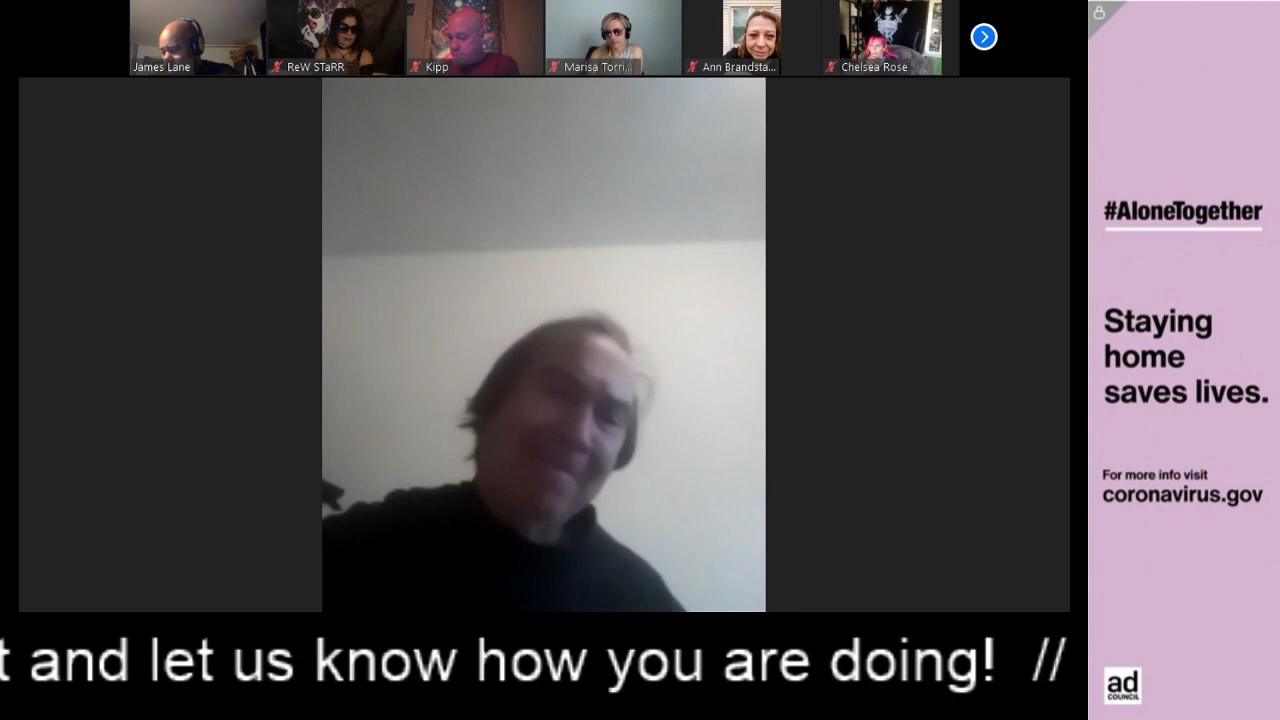 James Lane
ReW STaRR
Kipp
Marisa Torri...
Ann Brandsta...
Chelsea Rose
#AloneTogether
Staying
home
saves lives.
For more info visit
coronavirus.gov
ad
COUNCIL
t and let us know how you are doing! //